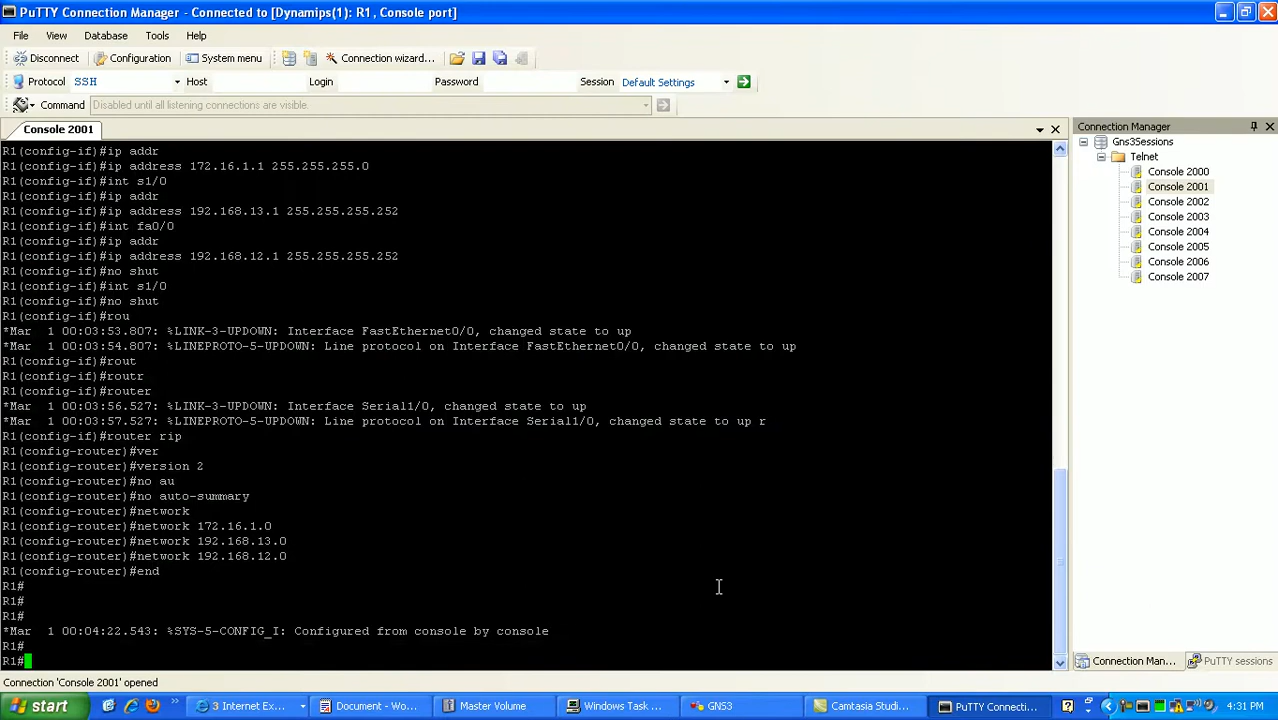 PuTTY Connection Manager - Connected to [Dynamips(1): R1 , Console port]
File View Database Tools Help
Disconnect Configuration System menu Connection wizard...
Protocol SSH Host Login Password Session Default Settings
Command Disabled until all listening connections are visible.
Console 2001
R1(config-if)#ip addr
R1(config-if)#ip address 172.16.1.1 255.255.255.0
R1(config-if)#int s1/0
R1(config-if)#ip addr
R1(config-if)#ip address 192.168.13.1 255.255.255.252
R1(config-if)#int fa0/0
R1(config-if)#ip addr
R1(config-if)#ip address 192.168.12.1 255.255.255.252
R1(config-if)#no shut
R1(config-if)#int s1/0
R1(config-if)#no shut
R1(config-if)#rou
*Mar  1 00:03:53.807: %LINK-3-UPDOWN: Interface FastEthernet0/0, changed state to up
*Mar  1 00:03:54.807: %LINEPROTO-5-UPDOWN: Line protocol on Interface FastEthernet0/0, changed state to up
R1(config-if)#rout
R1(config-if)#routr
R1(config-if)#router
*Mar  1 00:03:56.527: %LINK-3-UPDOWN: Interface Serial1/0, changed state to up
*Mar  1 00:03:57.527: %LINEPROTO-5-UPDOWN: Line protocol on Interface Serial1/0, changed state to up r
R1(config-if)#router rip
R1(config-router)#ver
R1(config-router)#version 2
R1(config-router)#no au
R1(config-router)#no auto-summary
R1(config-router)#network
R1(config-router)#network 172.16.1.0
R1(config-router)#network 192.168.13.0
R1(config-router)#network 192.168.12.0
R1(config-router)#end
R1#
R1#
R1#
*Mar  1 00:04:22.543: %SYS-5-CONFIG_I: Configured from console by console
R1#
R1#
Connection Manager
Gns3Sessions
Telnet
Console 2000
Console 2001
Console 2002
Console 2003
Console 2004
Console 2005
Console 2006
Console 2007
Connection Man... PuTTY sessions
Connection 'Console 2001' opened
start 3 Internet Ex... Document - Wo... Master Volume Windows Task ... GNS3 Camtasia Studi... PuTTY Connecti... 4:31 PM